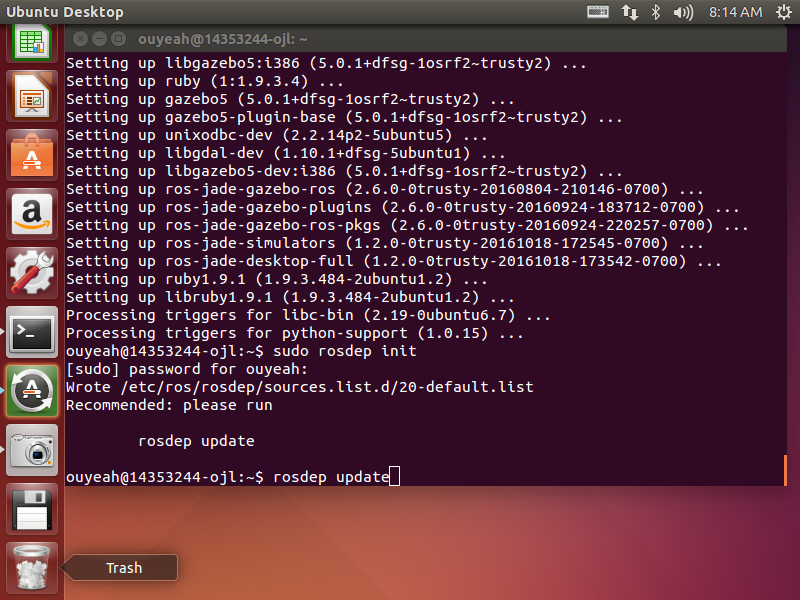 Ubuntu Desktop
8:14 AM
ouyeah@14353244-ojl: ~
Setting up libgazebo5:i386 (5.0.1+dfsg-1osrf2~trusty2) ...
Setting up ruby (1:1.9.3.4) ...
Setting up gazebo5 (5.0.1+dfsg-1osrf2~trusty2) ...
Setting up gazebo5-plugin-base (5.0.1+dfsg-1osrf2~trusty2) ...
Setting up unixodbc-dev (2.2.14p2-5ubuntu5) ...
Setting up libgdal-dev (1.10.1+dfsg-5ubuntu1) ...
Setting up libgazebo5-dev:i386 (5.0.1+dfsg-1osrf2~trusty2) ...
Setting up ros-jade-gazebo-ros (2.6.0-0trusty-20160804-210146-0700) ...
Setting up ros-jade-gazebo-plugins (2.6.0-0trusty-20160924-183712-0700) ...
Setting up ros-jade-gazebo-ros-pkgs (2.6.0-0trusty-20160924-220257-0700) ...
Setting up ros-jade-simulators (1.2.0-0trusty-20161018-172545-0700) ...
Setting up ros-jade-desktop-full (1.2.0-0trusty-20161018-173542-0700) ...
Setting up ruby1.9.1 (1.9.3.484-2ubuntu1.2) ...
Setting up libruby1.9.1 (1.9.3.484-2ubuntu1.2) ...
Processing triggers for libc-bin (2.19-0ubuntu6.7) ...
Processing triggers for python-support (1.0.15) ...
ouyeah@14353244-ojl:~$ sudo rosdep init
[sudo] password for ouyeah:
Wrote /etc/ros/rosdep/sources.list.d/20-default.list
Recommended: please run
rosdep update
ouyeah@14353244-ojl:~$ rosdep update
Trash